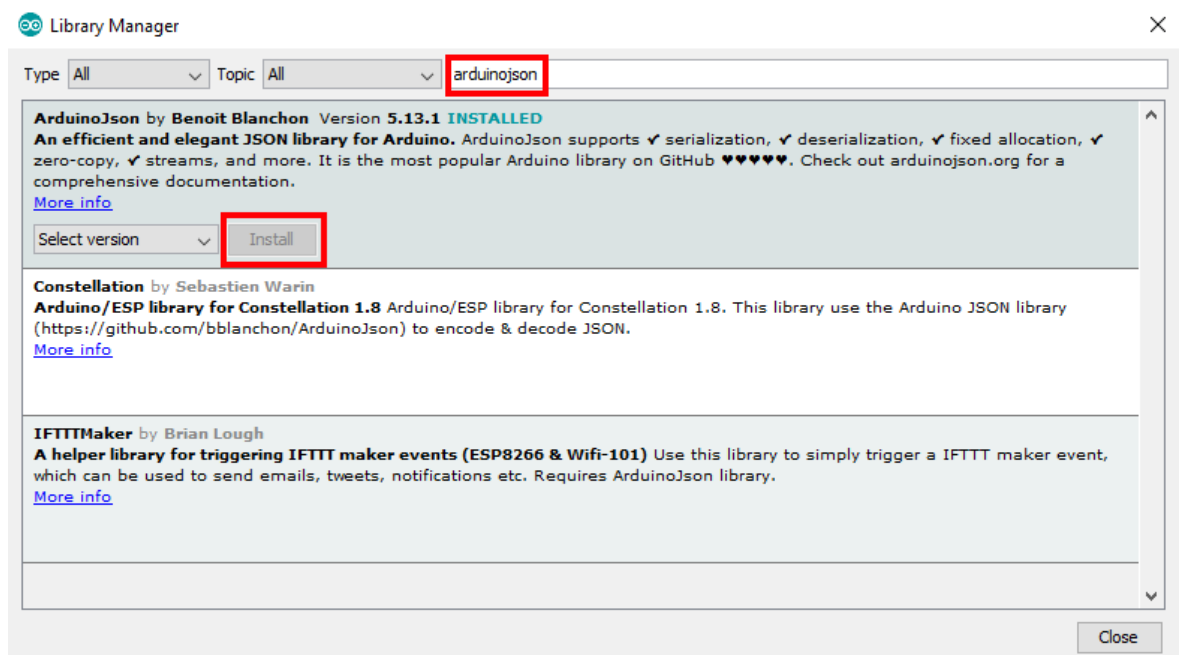 Library Manager
Type All Topic All arduinojson
ArduinoJson by Benoit Blanchon Version 5.13.1 INSTALLED
An efficient and elegant JSON library for Arduino. ArduinoJson supports ✔ serialization, ✔ deserialization, ✔ fixed allocation, ✔
zero-copy, ✔ streams, and more. It is the most popular Arduino library on GitHub ♥♥♥♥♥. Check out arduinojson.org for a
comprehensive documentation.
More info
Select version Install
Constellation by Sebastien Warin
Arduino/ESP library for Constellation 1.8 Arduino/ESP library for Constellation 1.8. This library use the Arduino JSON library
(https://github.com/bblanchon/ArduinoJson) to encode & decode JSON.
More info
IFTTTMaker by Brian Lough
A helper library for triggering IFTTT maker events (ESP8266 & Wifi-101) Use this library to simply trigger a IFTTT maker event,
which can be used to send emails, tweets, notifications etc. Requires ArduinoJson library.
More info
Close